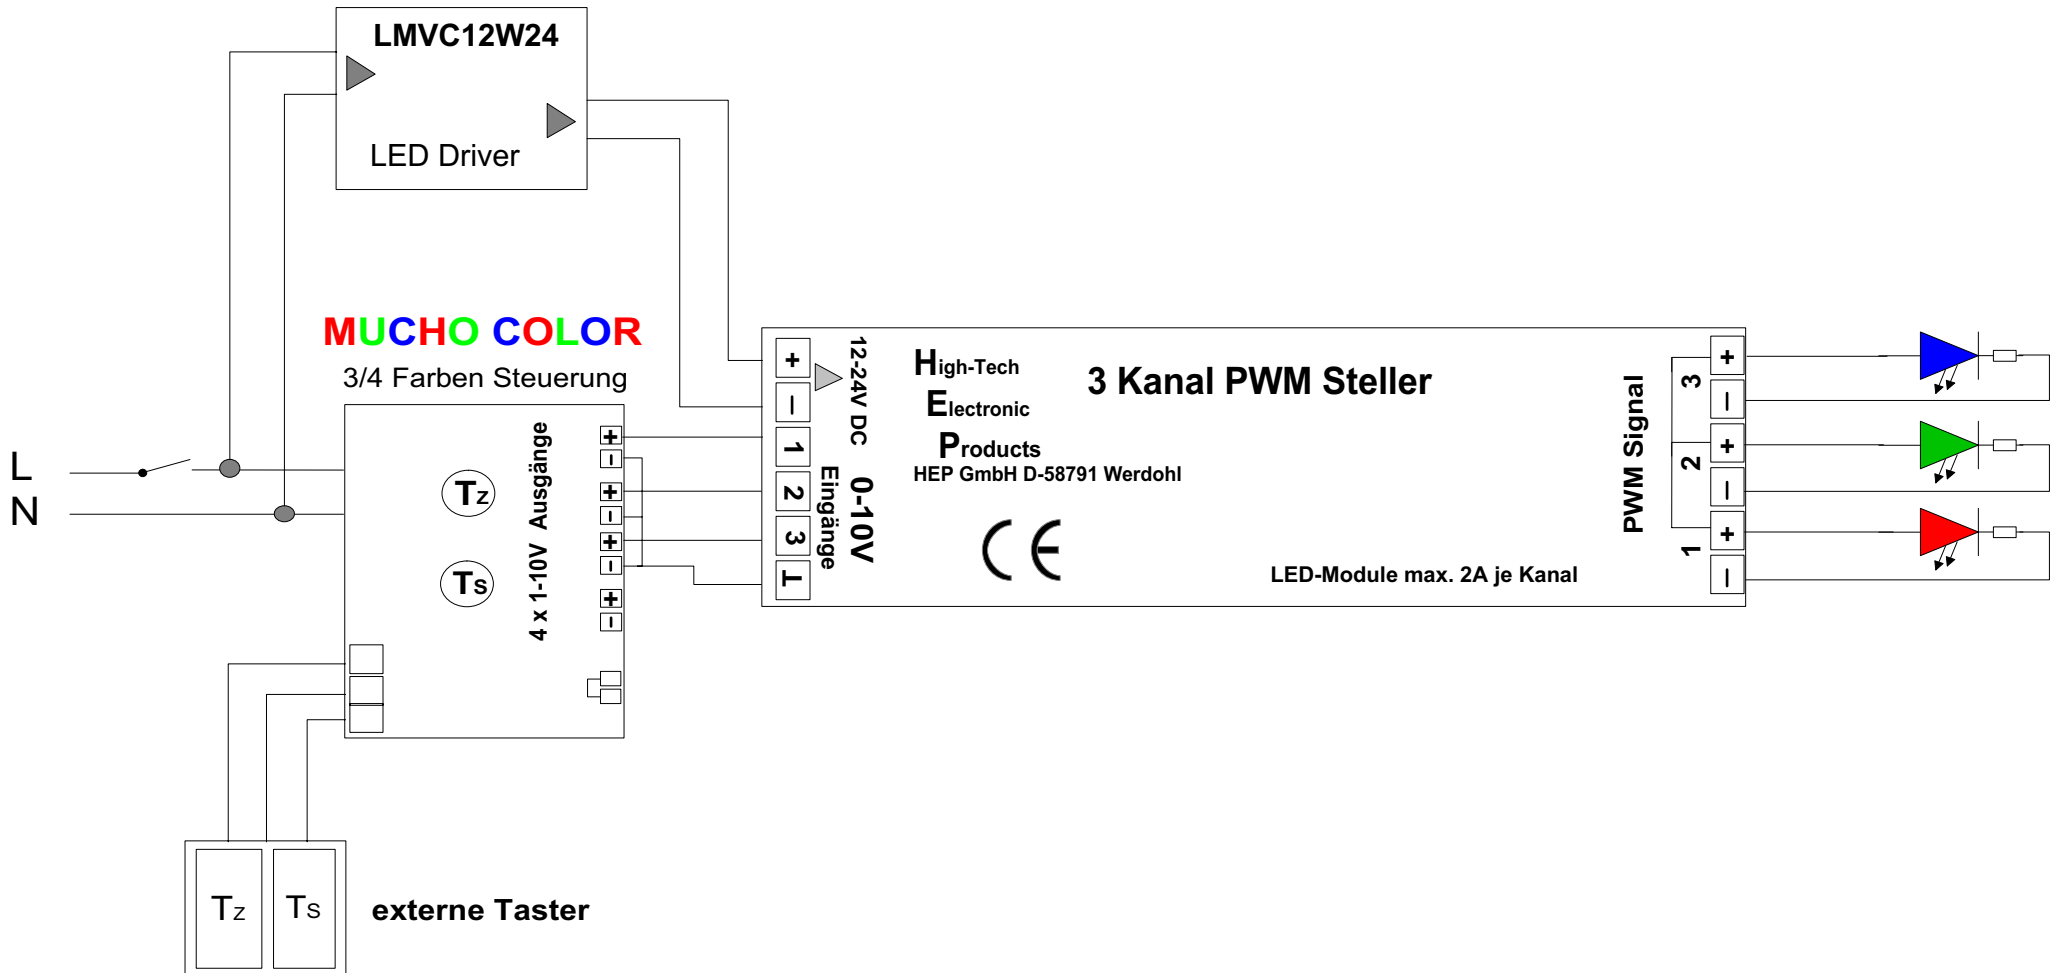 LMVC12W24
LED Driver
MUCHO COLOR
3/4 Farben Steuerung
L
N
TZ
TS
4 x 1-10V Ausgänge
+
-
+
-
+
-
+
-
+
-
1
2
3
⊥
12-24V DC
0-10V
Eingänge
High-Tech
Electronic
Products
HEP GmbH D-58791 Werdohl
3 Kanal PWM Steller
CE
LED-Module max. 2A je Kanal
PWM Signal
3
2
1
+
-
+
-
+
-
TZ
TS
externe Taster